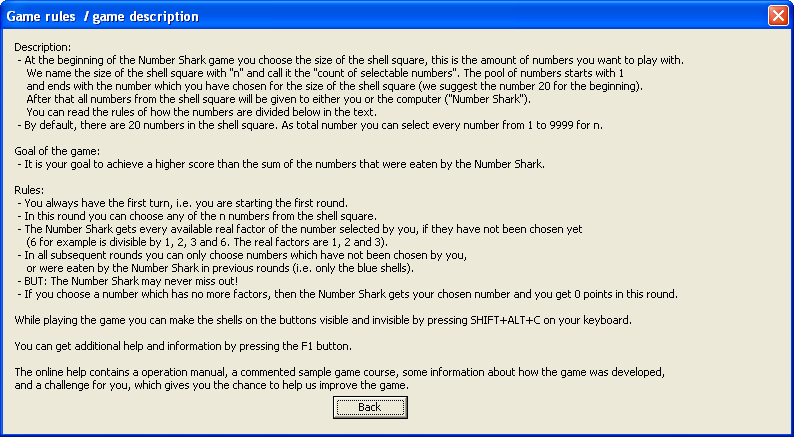 Game rules / game description
Description:
- At the beginning of the Number Shark game you choose the size of the shell square, this is the amount of numbers you want to play with.
We name the size of the shell square with "n" and call it the "count of selectable numbers". The pool of numbers starts with 1
and ends with the number which you have chosen for the size of the shell square (we suggest the number 20 for the beginning).
After that all numbers from the shell square will be given to either you or the computer ("Number Shark").
You can read the rules of how the numbers are divided below in the text.
- By default, there are 20 numbers in the shell square. As total number you can select every number from 1 to 9999 for n.
Goal of the game:
- It is your goal to achieve a higher score than the sum of the numbers that were eaten by the Number Shark.
Rules:
- You always have the first turn, i.e. you are starting the first round.
- In this round you can choose any of the n numbers from the shell square.
- The Number Shark gets every available real factor of the number selected by you, if they have not been chosen yet
(6 for example is divisible by 1, 2, 3 and 6. The real factors are 1, 2 and 3).
- In all subsequent rounds you can only choose numbers which have not been chosen by you,
or were eaten by the Number Shark in previous rounds (i.e. only the blue shells).
- BUT: The Number Shark may never miss out!
- If you choose a number which has no more factors, then the Number Shark gets your chosen number and you get 0 points in this round.
While playing the game you can make the shells on the buttons visible and invisible by pressing SHIFT+ALT+C on your keyboard.
You can get additional help and information by pressing the F1 button.
The online help contains a operation manual, a commented sample game course, some information about how the game was developed,
and a challenge for you, which gives you the chance to help us improve the game.
Back